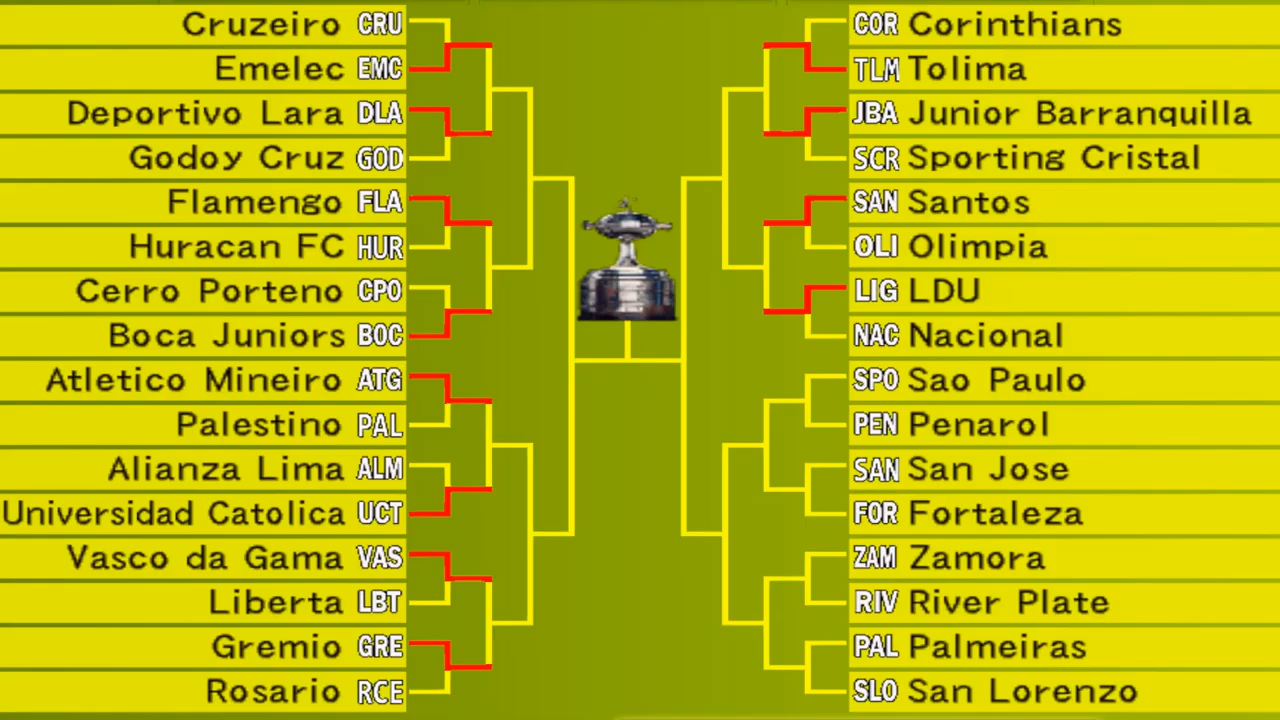 Cruzeiro CRU
Emelec EMC
Deportivo Lara DLA
Godoy Cruz GOD
Flamengo FLA
Huracan FC HUR
Cerro Porteno CPO
Boca Juniors BOC
Atletico Mineiro ATG
Palestino PAL
Alianza Lima ALM
Universidad Catolica UCT
Vasco da Gama VAS
Liberta LBT
Gremio GRE
Rosario RCE
COR Corinthians
TLM Tolima
JBA Junior Barranquilla
SCR Sporting Cristal
SAN Santos
OLI Olimpia
LIG LDU
NAC Nacional
SPO Sao Paulo
PEN Penarol
SAN San Jose
FOR Fortaleza
ZAM Zamora
RIV River Plate
PAL Palmeiras
SLO San Lorenzo